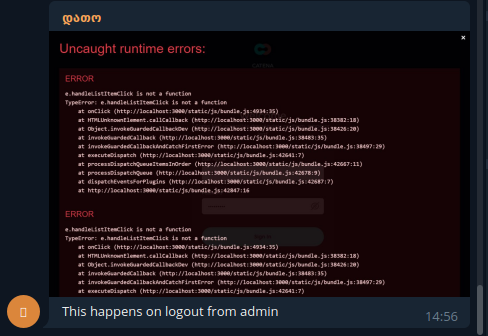 დათო
×
Uncaught runtime errors:
ERROR
e.handleListItemClick is not a function
TypeError: e.handleListItemClick is not a function
at onClick (http://localhost:3000/static/js/bundle.js:4934:35)
at HTMLUnknownElement.callCallback (http://localhost:3000/static/js/bundle.js:38382:18)
at Object.invokeGuardedCallbackDev (http://localhost:3000/static/js/bundle.js:38426:20)
at invokeGuardedCallback (http://localhost:3000/static/js/bundle.js:38483:35)
at invokeGuardedCallbackAndCatchFirstError (http://localhost:3000/static/js/bundle.js:38497:29)
at executeDispatch (http://localhost:3000/static/js/bundle.js:42641:7)
at processDispatchQueueItemsInOrder (http://localhost:3000/static/js/bundle.js:42667:11)
at processDispatchQueue (http://localhost:3000/static/js/bundle.js:42678:9)
at dispatchEventsForPlugins (http://localhost:3000/static/js/bundle.js:42687:7)
at http://localhost:3000/static/js/bundle.js:42847:16
ERROR
e.handleListItemClick is not a function
TypeError: e.handleListItemClick is not a function
at onClick (http://localhost:3000/static/js/bundle.js:4934:35)
at HTMLUnknownElement.callCallback (http://localhost:3000/static/js/bundle.js:38382:18)
at Object.invokeGuardedCallbackDev (http://localhost:3000/static/js/bundle.js:38426:20)
at invokeGuardedCallback (http://localhost:3000/static/js/bundle.js:38483:35)
at invokeGuardedCallbackAndCatchFirstError (http://localhost:3000/static/js/bundle.js:38497:29)
at executeDispatch (http://localhost:3000/static/js/bundle.js:42641:7)
This happens on logout from admin
14:56